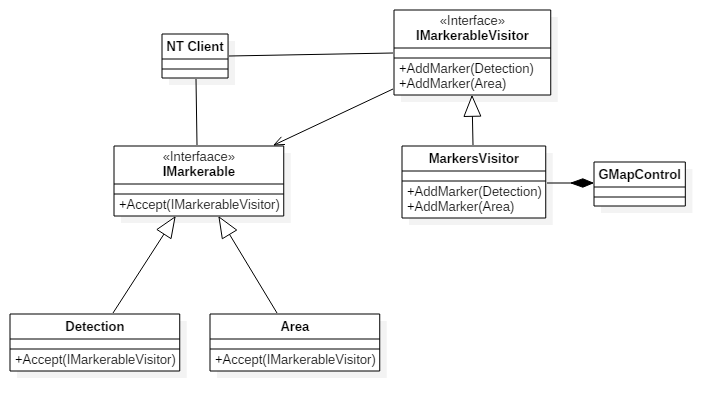 «Interface»
IMarkerableVisitor
+AddMarker(Detection)
+AddMarker(Area)
NT Client
«Interfaace»
IMarkerable
+Accept(IMarkerableVisitor)
MarkersVisitor
+AddMarker(Detection)
+AddMarker(Area)
GMapControl
Detection
+Accept(IMarkerableVisitor)
Area
+Accept(IMarkerableVisitor)